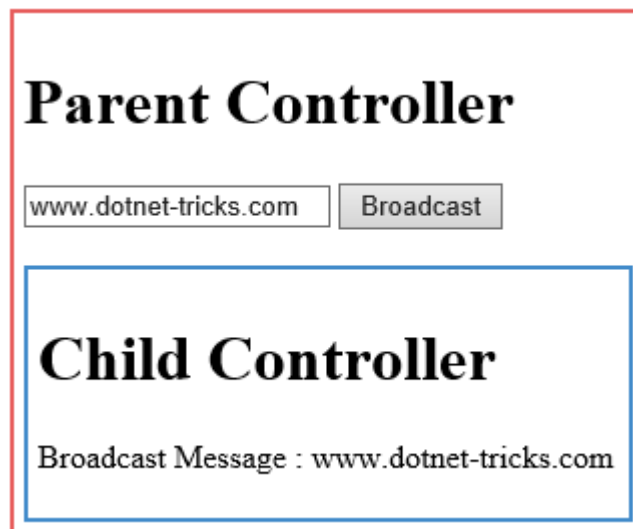 Parent Controller
www.dotnet-tricks.com Broadcast
Child Controller
Broadcast Message : www.dotnet-tricks.com